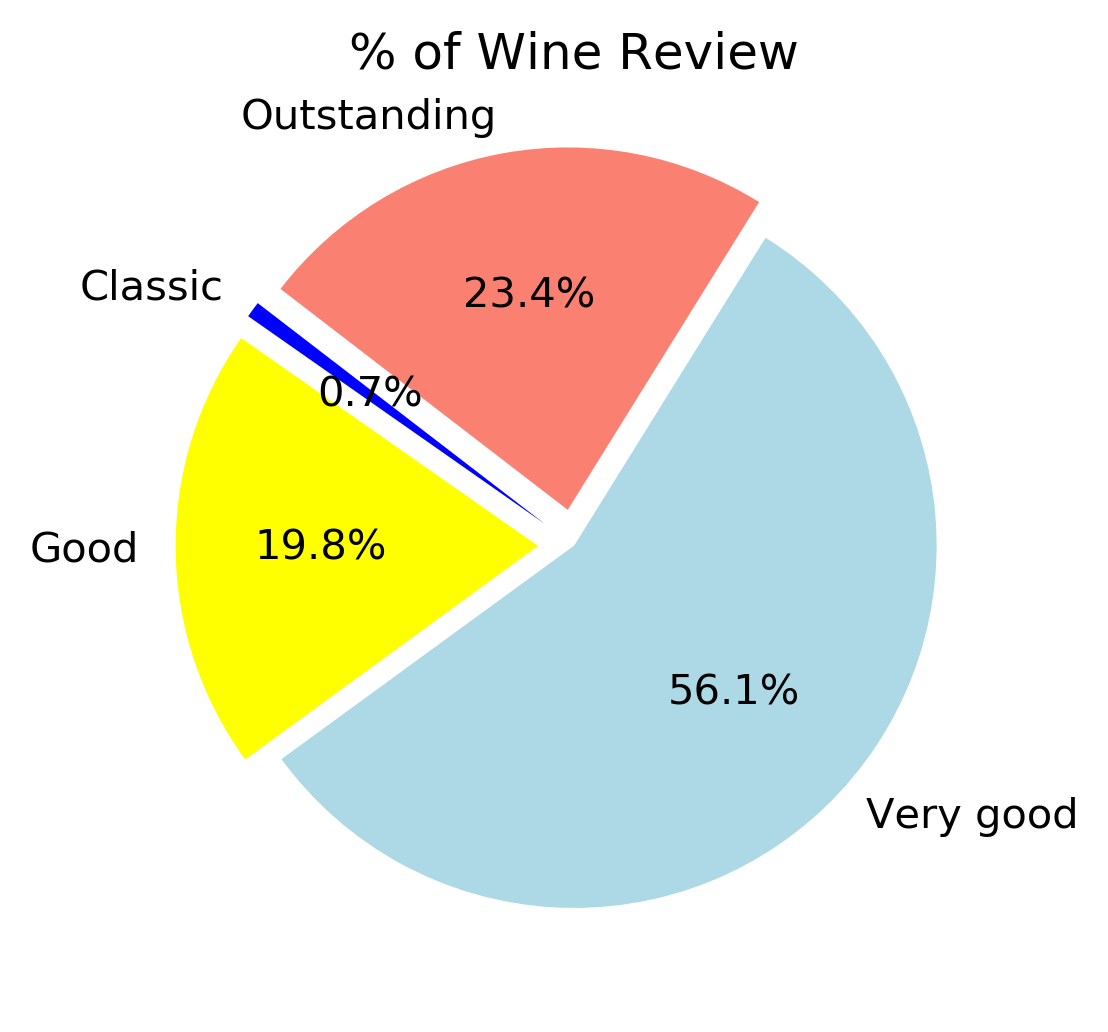 % of Wine Review
Outstanding
Classic
23.4%
0.7%
Good
19.8%
56.1%
Very good